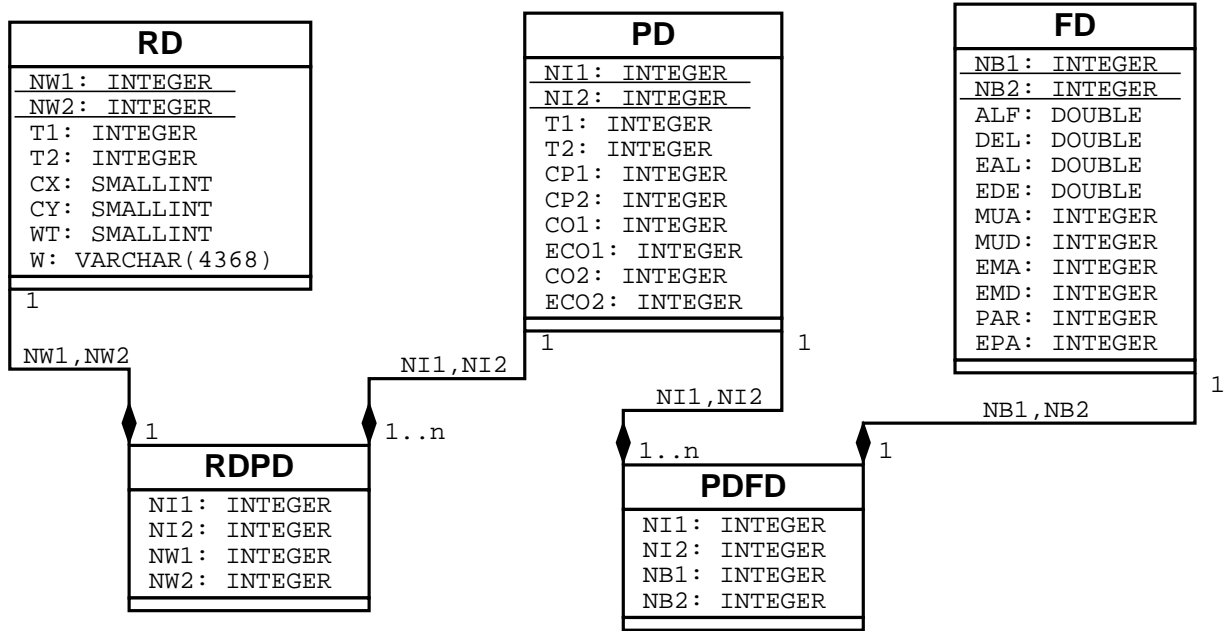 RD
NW1: INTEGER
NW2: INTEGER
T1: INTEGER
T2: INTEGER
CX: SMALLINT
CY: SMALLINT
WT: SMALLINT
W: VARCHAR(4368)
1
NW1,NW2
1
PD
NI1: INTEGER
NI2: INTEGER
T1: INTEGER
T2: INTEGER
CP1: INTEGER
CP2: INTEGER
CO1: INTEGER
ECO1: INTEGER
CO2: INTEGER
ECO2: INTEGER
1
1
NI1,NI2
1..n
NI1,NI2
1..n
FD
NB1: INTEGER
NB2: INTEGER
ALF: DOUBLE
DEL: DOUBLE
EAL: DOUBLE
EDE: DOUBLE
MUA: INTEGER
MUD: INTEGER
EMA: INTEGER
EMD: INTEGER
PAR: INTEGER
EPA: INTEGER
1
NB1,NB2
1
RDPD
NI1: INTEGER
NI2: INTEGER
NW1: INTEGER
NW2: INTEGER
PDFD
NI1: INTEGER
NI2: INTEGER
NB1: INTEGER
NB2: INTEGER